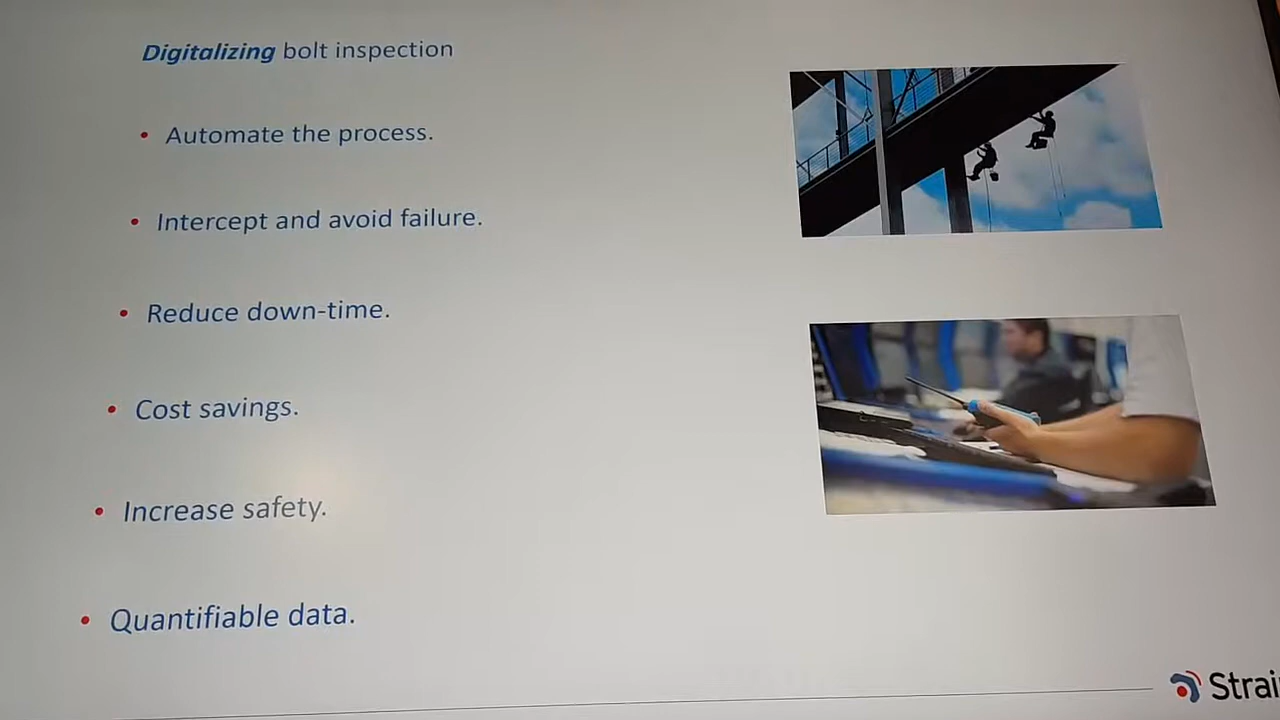 Digitalizing bolt inspection
• Automate the process.
• Intercept and avoid failure.
• Reduce down-time.
• Cost savings.
• Increase safety.
• Quantifiable data.